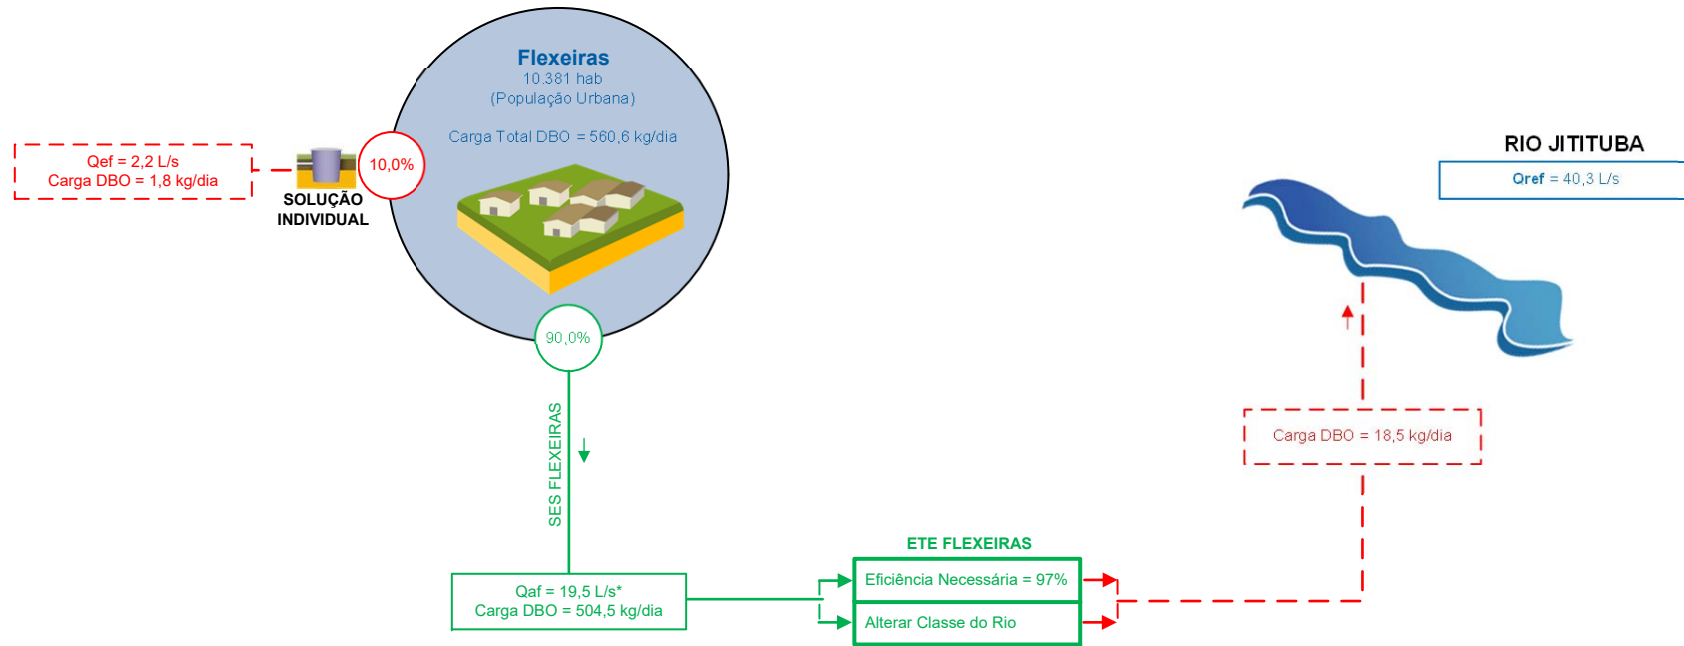 Flexeiras
10.381 hab
(População Urbana)
Carga Total DBO = 560,6 kg/dia
10,0%
Qef = 2,2 L/s
Carga DBO = 1,8 kg/dia
SOLUÇÃO
INDIVIDUAL
RIO JITITUBA
Qref = 40,3 L/s
90,0%
SES FLEXEIRAS
Carga DBO = 18,5 kg/dia
ETE FLEXEIRAS
Qaf = 19,5 L/s*
Carga DBO = 504,5 kg/dia
Eficiência Necessária = 97%
Alterar Classe do Rio